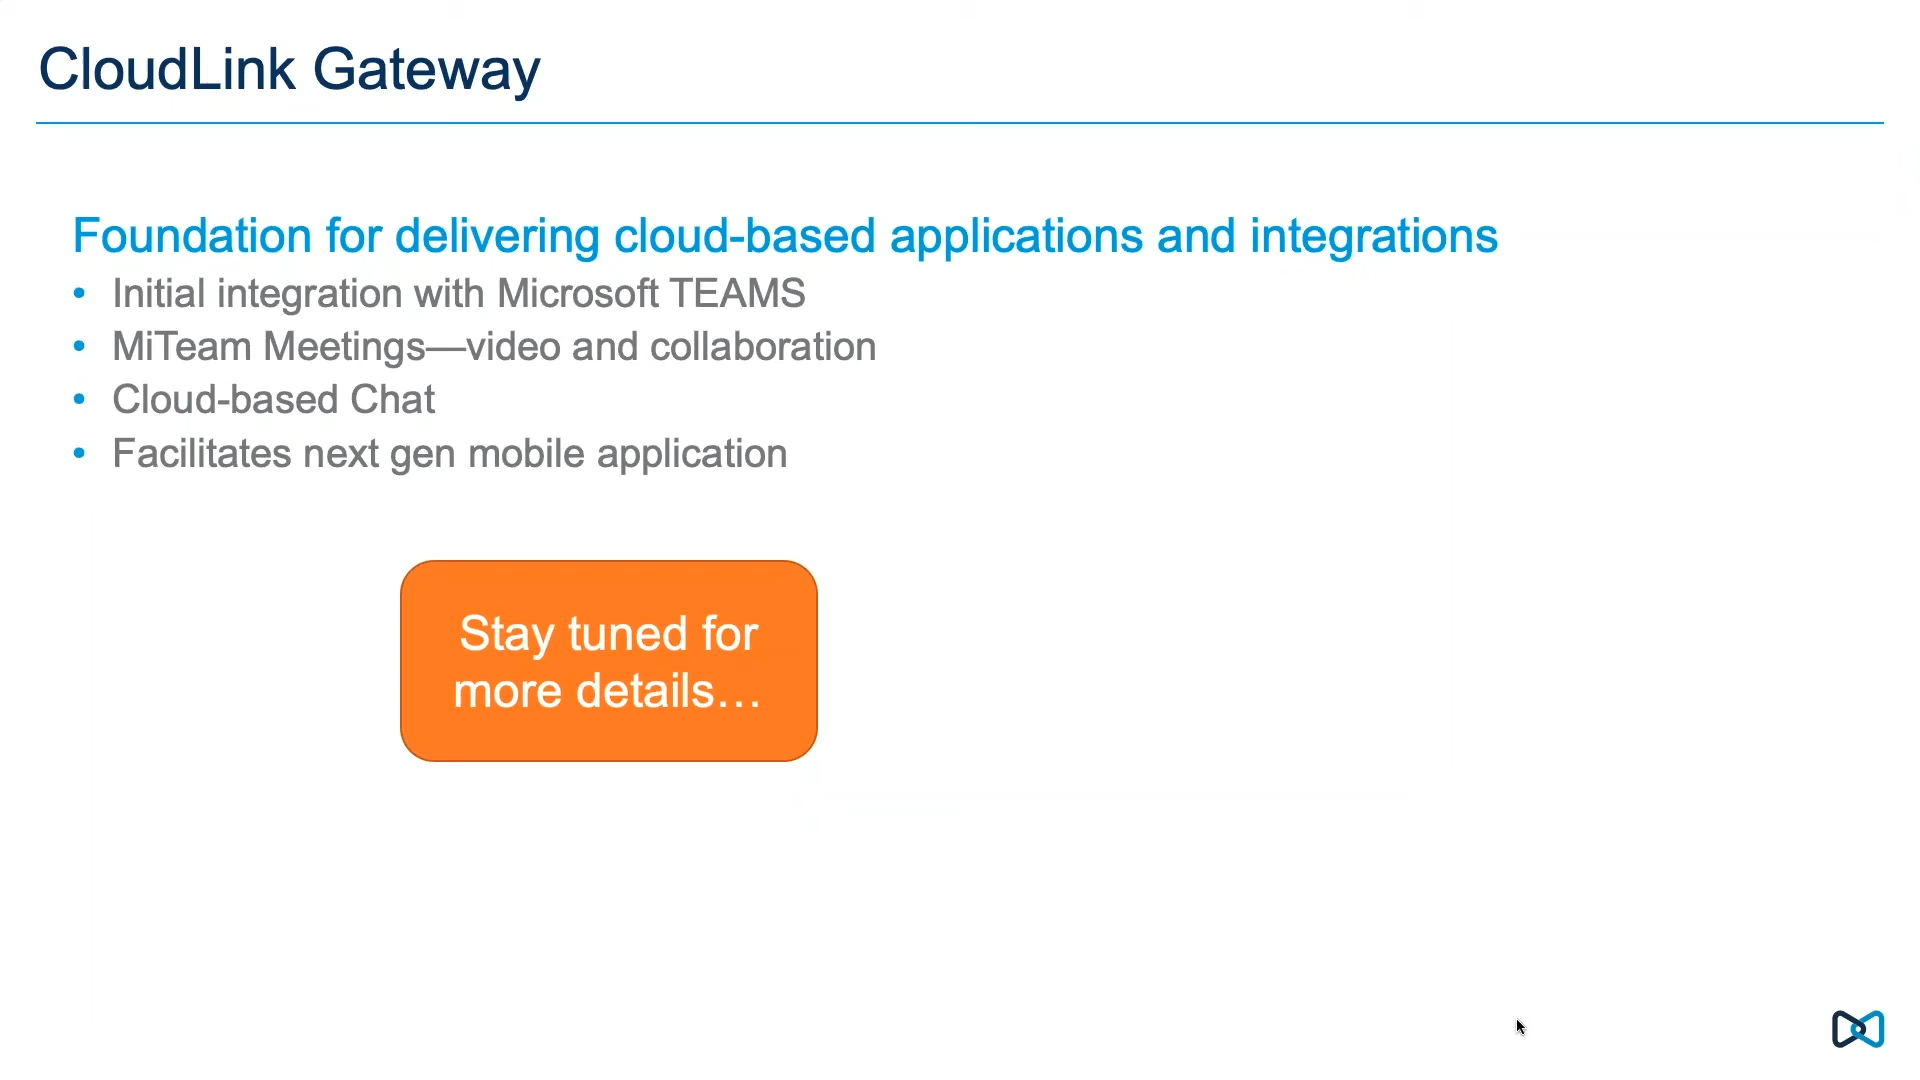 CloudLink Gateway
Foundation for delivering cloud-based applications and integrations
• Initial integration with Microsoft TEAMS
• MiTeam Meetings—video and collaboration
• Cloud-based Chat
• Facilitates next gen mobile application
Stay tuned for
more details…